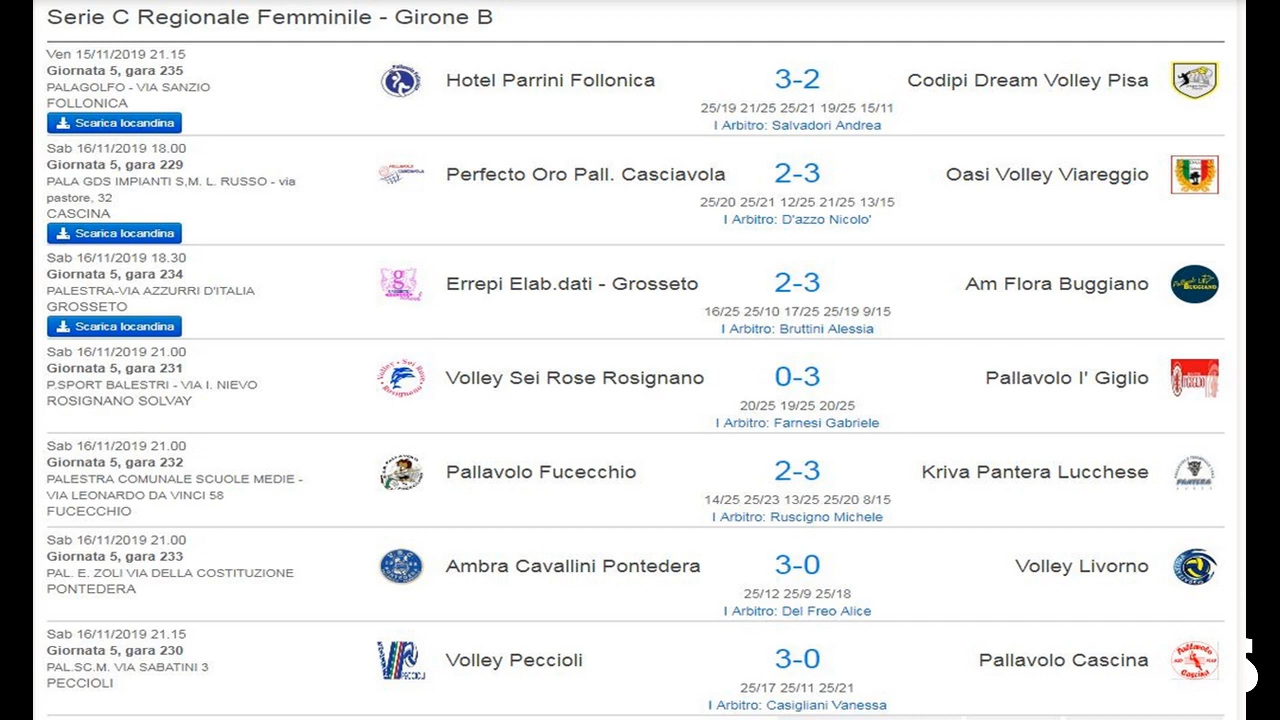 Serie C Regionale Femminile - Girone B
Ven 15/11/2019 21.15
Giornata 5, gara 235
PALAGOLFO - VIA SANZIO
FOLLONICA
Scarica locandina
Hotel Parrini Follonica
3-2
Codipi Dream Volley Pisa
25/19 21/25 25/21 19/25 15/11
I Arbitro: Salvadori Andrea
Sab 16/11/2019 18.00
Giornata 5, gara 229
PALA GDS IMPIANTI S,M. L. RUSSO - via
pastore, 32
CASCINA
Scarica locandina
Perfecto Oro Pall. Casciavola
2-3
Oasi Volley Viareggio
25/20 25/21 12/25 21/25 13/15
I Arbitro: D'azzo Nicolo'
Sab 16/11/2019 18.30
Giornata 5, gara 234
PALESTRA-VIA AZZURRI D'ITALIA
GROSSETO
Scarica locandina
Errepi Elab.dati - Grosseto
2-3
Am Flora Buggiano
16/25 25/10 17/25 25/19 9/15
I Arbitro: Bruttini Alessia
Sab 16/11/2019 21.00
Giornata 5, gara 231
P.SPORT BALESTRI - VIA I. NIEVO
ROSIGNANO SOLVAY
Volley Sei Rose Rosignano
0-3
Pallavolo I' Giglio
20/25 19/25 20/25
I Arbitro: Farnesi Gabriele
Sab 16/11/2019 21.00
Giornata 5, gara 232
PALESTRA COMUNALE SCUOLE MEDIE -
VIA LEONARDO DA VINCI 58
FUCECCHIO
Pallavolo Fucecchio
2-3
Kriva Pantera Lucchese
14/25 25/23 13/25 25/20 8/15
I Arbitro: Ruscigno Michele
Sab 16/11/2019 21.00
Giornata 5, gara 233
PAL. E. ZOLI VIA DELLA COSTITUZIONE
PONTEDERA
Ambra Cavallini Pontedera
3-0
Volley Livorno
25/12 25/9 25/18
I Arbitro: Del Freo Alice
Sab 16/11/2019 21.15
Giornata 5, gara 230
PAL.SC.M. VIA SABATINI 3
PECCIOLI
Volley Peccioli
3-0
Pallavolo Cascina
25/17 25/11 25/21
I Arbitro: Casigliani Vanessa